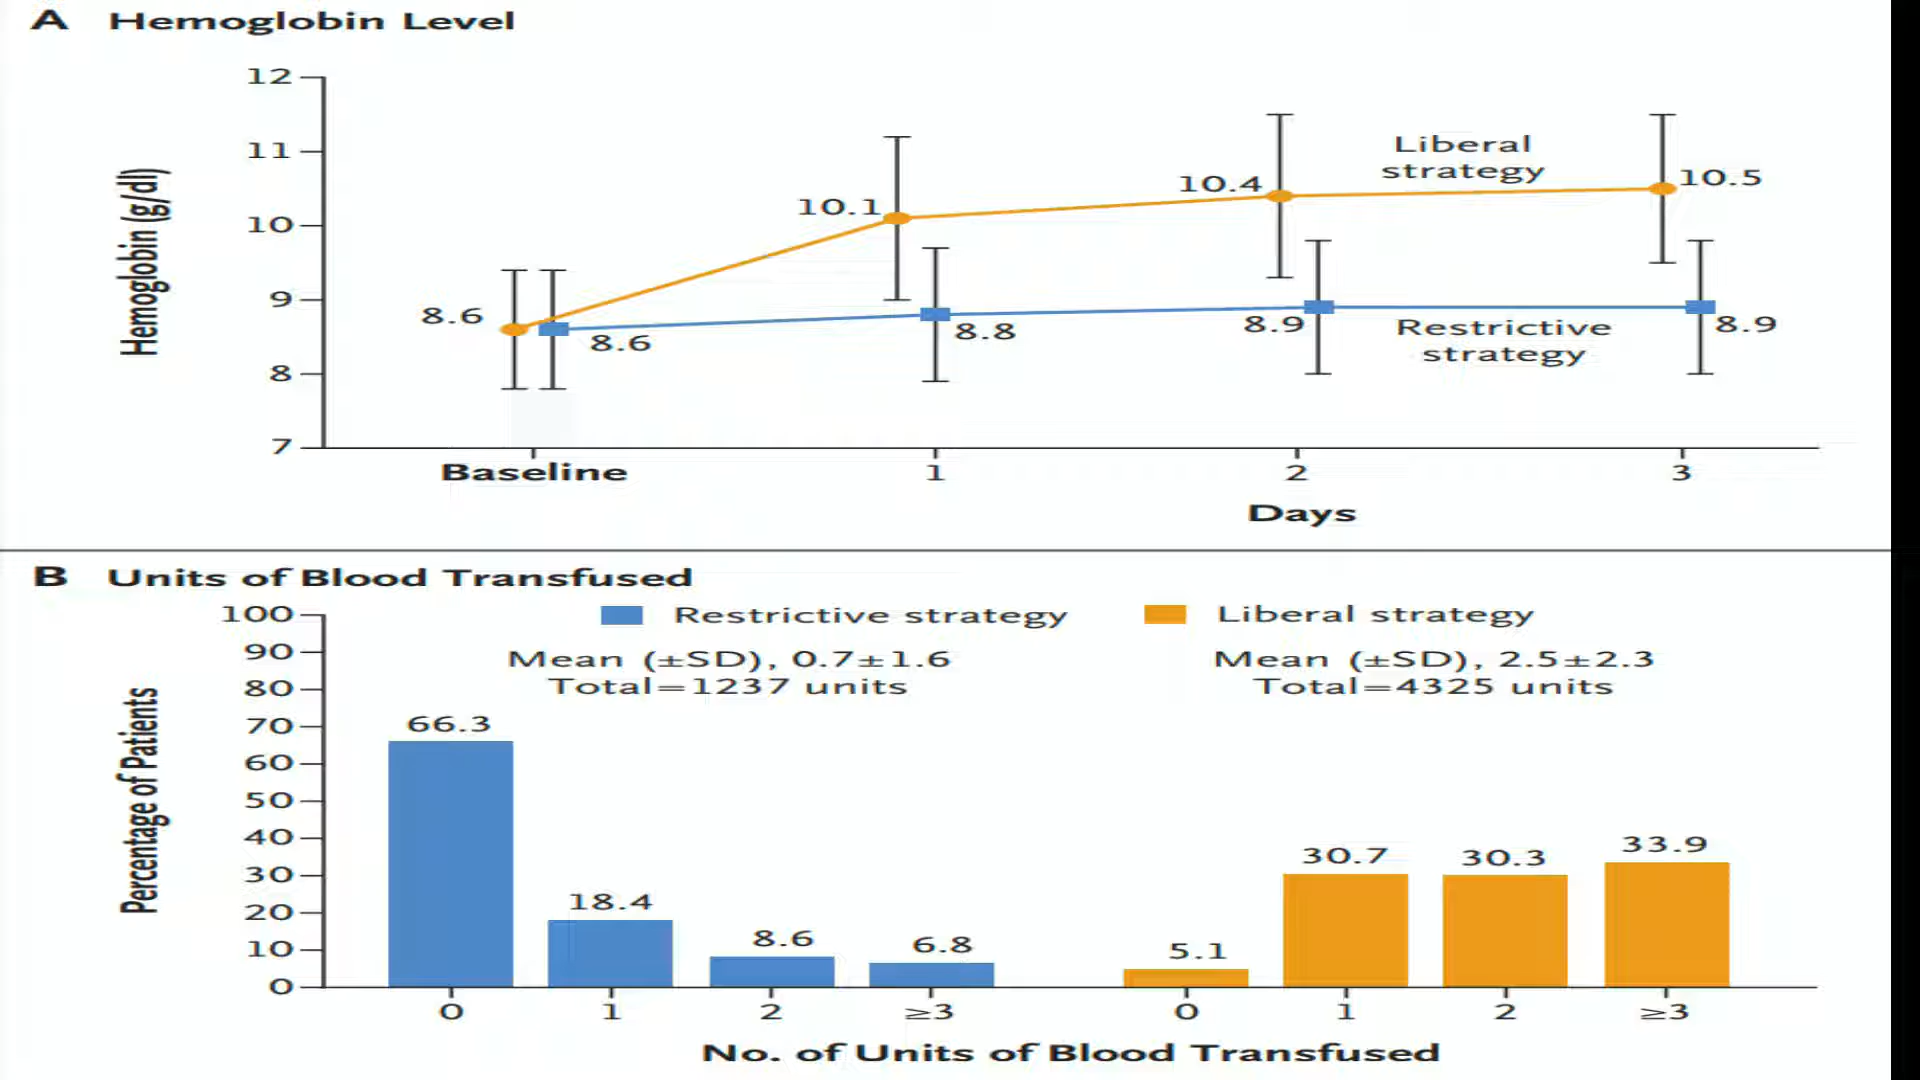 A Hemoglobin Level
12
11
10
9
8
7
Hemoglobin (g/dl)
8.6
8.6
10.1
8.8
10.4
8.9
10.5
8.9
Liberal
strategy
Restrictive
strategy
Baseline
1
2
3
Days
B Units of Blood Transfused
100
90
80
70
60
50
40
30
20
10
0
Percentage of Patients
Restrictive strategy
Mean (±SD), 0.7±1.6
Total=1237 units
Liberal strategy
Mean (±SD), 2.5±2.3
Total=4325 units
66.3
18.4
8.6
6.8
5.1
30.7
30.3
33.9
0
1
2
≥3
0
1
2
≥3
No. of Units of Blood Transfused